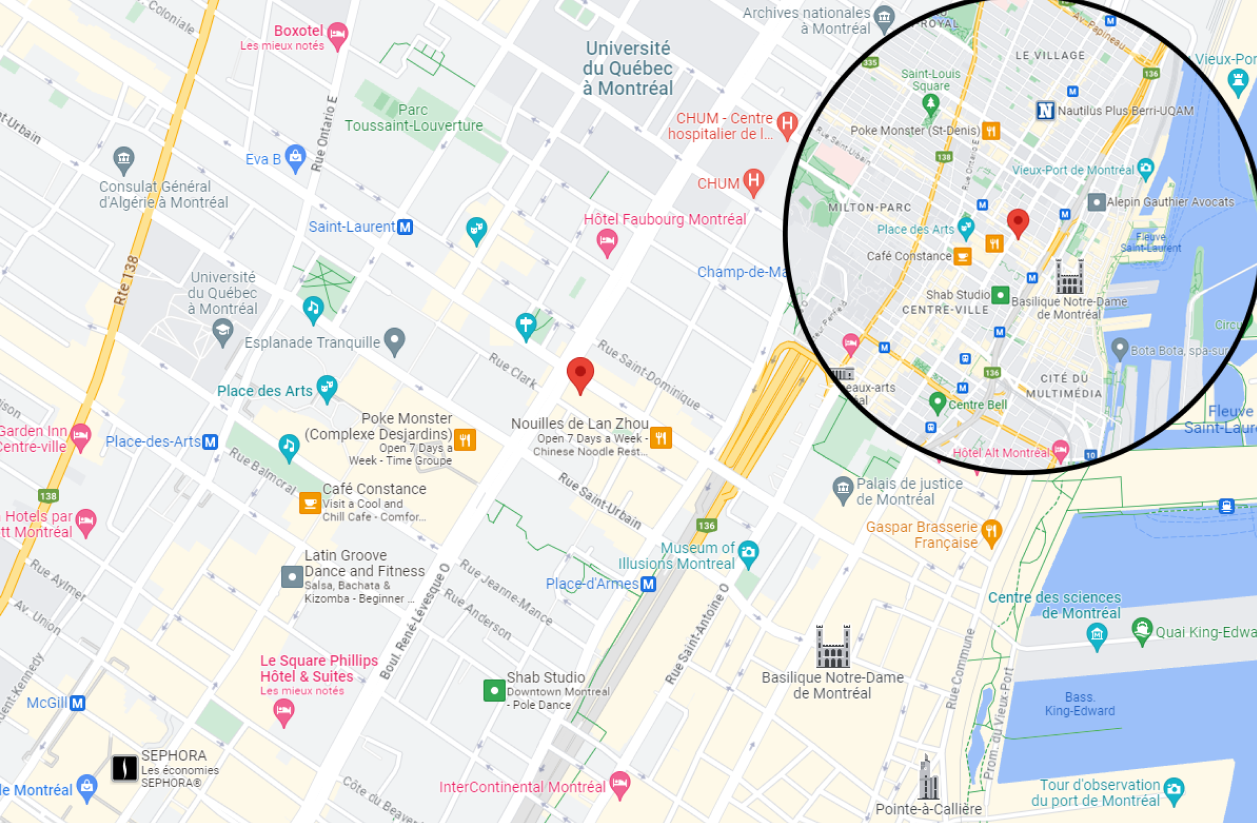 Coloniale
Boxotel
Les mieux notés
Université
du Québec
à Montréal
Archives nationales
à Montréal
Parc
Toussaint-Louverture
CHUM - Centre
hospitalier de l...
CHUM
Eva B
Rue Ontario E
Consulat Général
d'Algérie à Montréal
Saint-Laurent
Hôtel Faubourg Montréal
Champ-de-Ma
Rte 138
Université
du Québec
à Montréal
Esplanade Tranquille
Rue Clark
Rue Saint-Dominique
Place des Arts
Poke Monster
(Complexe Desjardins)
Open 7 Days a
Week - Time Groupe
Nouilles de Lan Zhou
Open 7 Days a Week -
Chinese Noodle Rest...
Garden Inn
Centre-ville
Place-des-Arts
Rue Balmoral
138
Café Constance
Visit a Cool and
Chill Cafe - Comfor...
Rue Saint-Urbain
Hotels par
tt Montréal
136
Palais de justice
de Montréal
Gaspar Brasserie
Française
Museum of
Illusions Montreal
Place-d'Armes
Latin Groove
Dance and Fitness
Salsa, Bachata &
Kizomba - Beginner ...
Rue Aylmer
Av. Union
Rue Jeanne-Mance
Rue Anderson
Boul. René-Lévesque O
Rue Saint-Antoine O
Centre des sciences
de Montréal
Quai King-Edwa
Le Square Phillips
Hôtel & Suites
Les mieux notés
Shab Studio
Downtown Montreal
- Pole Dance
Basilique Notre-Dame
de Montréal
Rue Commune
Prom. du Vieux-Port
Bass.
King-Edward
McGill
SEPHORA
Les économies
SEPHORA®
de Montréal
InterContinental Montréal
Côte du Beaver
Pointe-à-Callière
Tour d'observation
du port de Montréal
Vieux-Por
Fleuve
Saint-Laur
ROYAL
Av. Papineau
LE VILLAGE
335
136
Saint-Louis
Square
Nautilus Plus Berri-UQAM
Poke Monster (St-Denis)
Rue Saint-Urbain
138
Rue Ontario E
Vieux-Port de Montréal
MILTON-PARC
Alepin Gauthier Avocats
Place des Arts
Fleuve
Saint-Laurent
Café Constance
Shab Studio
Basilique Notre-Dame
de Montréal
CENTRE-VILLE
Circu
Bota Bota, spa-sur
eaux-arts
al
136
CITÉ DU
MULTIMÉDIA
Centre Bell
Hôtel Alt Montréal
10